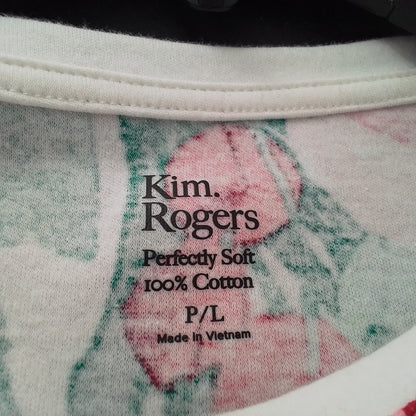 Kim.
Rogers
Perfectly Soft
100% Cotton
P/L
Made in Vietnam